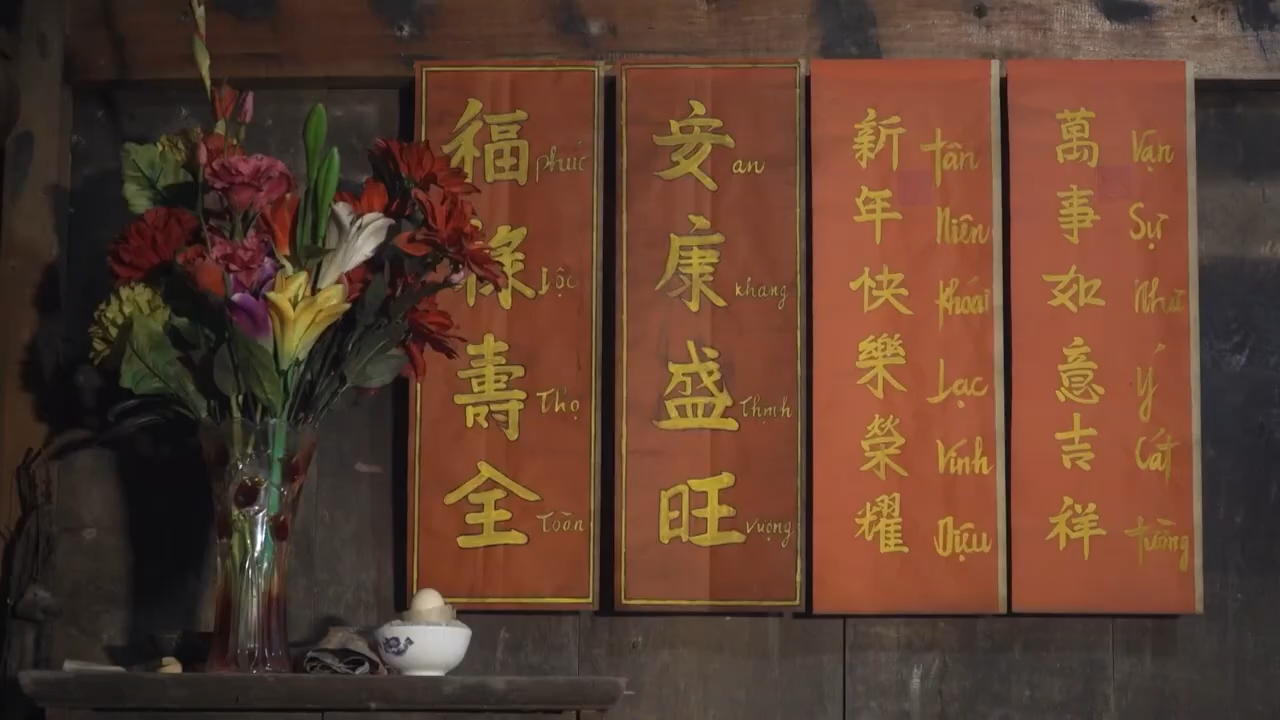 福 phúc
祿 Lộc
壽 Thọ
全 Toàn
安 an
康 khang
盛 Thịnh
旺 vượng
新 Tân
年 Niên
快 Khoái
樂 Lạc
榮 Vinh
耀 Diệu
萬 Vạn
事 Sự
如 Như
意 Ý
吉 Cát
祥 tường